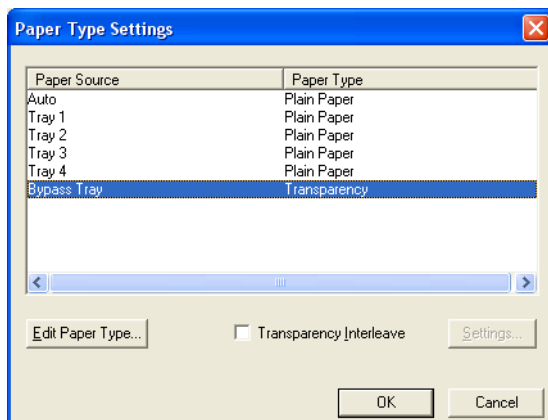 Paper Type Settings
Paper Source Paper Type
Auto Plain Paper
Tray 1 Plain Paper
Tray 2 Plain Paper
Tray 3 Plain Paper
Tray 4 Plain Paper
Bypass Tray Transparency
Edit Paper Type... Transparency Interleave Settings...
OK Cancel